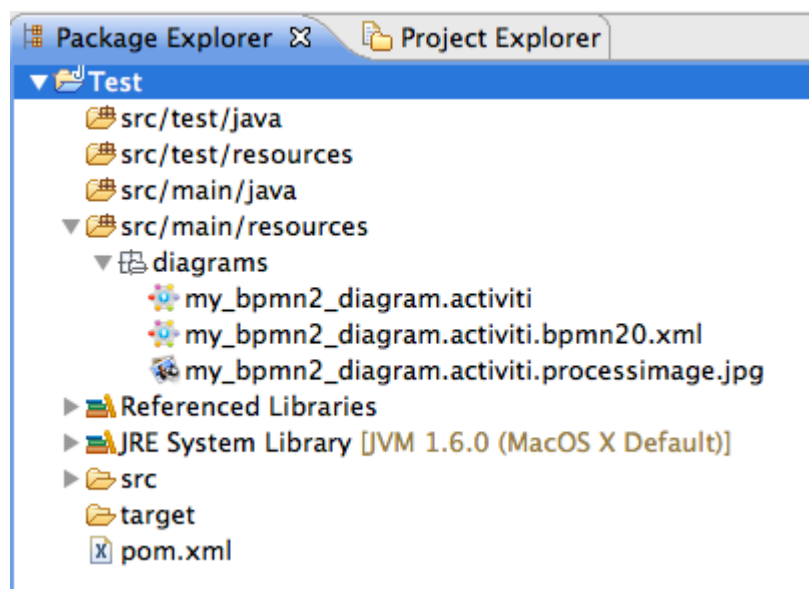 Package Explorer Project Explorer
Test
src/test/java
src/test/resources
src/main/java
src/main/resources
diagrams
my_bpmn2_diagram.activiti
my_bpmn2_diagram.activiti.bpmn20.xml
my_bpmn2_diagram.activiti.processimage.jpg
Referenced Libraries
JRE System Library [JVM 1.6.0 (MacOS X Default)]
src
target
pom.xml